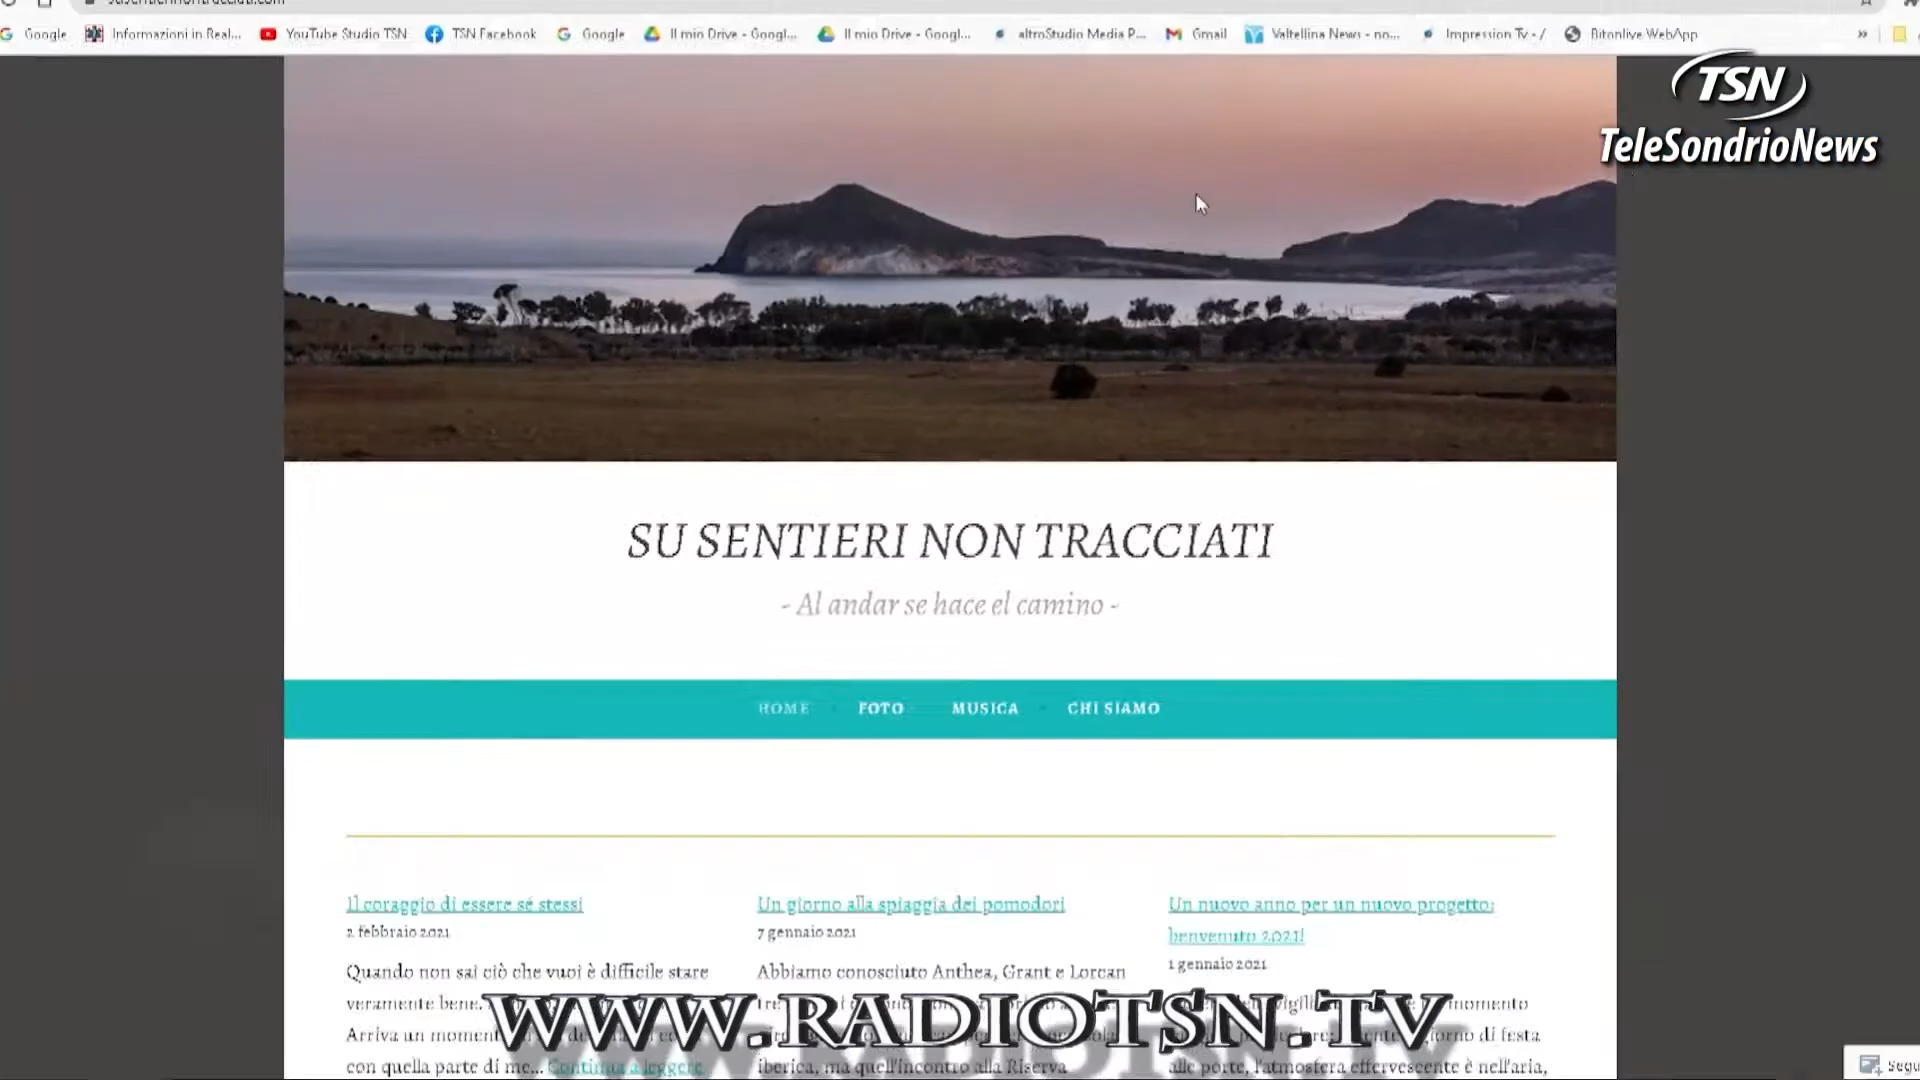 susentierinontracciati.com
Google Informazioni in Real... YouTube Studio TSN TSN Facebook Google Il mio Drive - Googl... Il mio Drive - Googl... altroStudio Media P... Gmail Valtellina News - no... Impression Tv - / Bitonlive WebApp »
TSN
TeleSondrioNews
SU SENTIERI NON TRACCIATI
- Al andar se hace el camino -
HOME FOTO MUSICA CHI SIAMO
Il coraggio di essere sé stessi
2 febbraio 2021
Quando non sai ciò che vuoi è difficile stare
veramente bene.
Arriva un moment
con quella parte di me... Continua a leggere
Un giorno alla spiaggia dei pomodori
7 gennaio 2021
Abbiamo conosciuto Anthea, Grant e Lorcan
iberica, ma quell'incontro alla Riserva
Un nuovo anno per un nuovo progetto:
benvenuto 2021!
1 gennaio 2021
momento
giorno di festa
alle porte, l'atmosfera effervescente è nell'aria,
WWW.RADIOTSN.TV
Segu